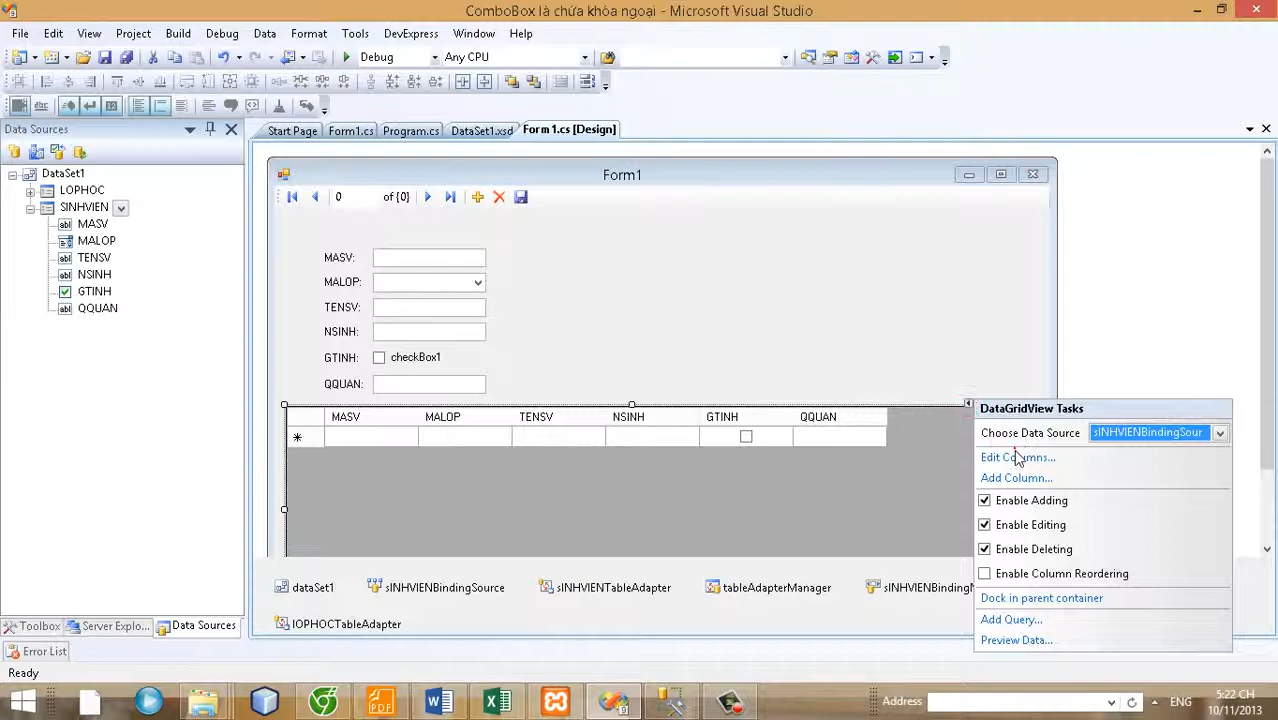 ComboBox là chứa khóa ngoại - Microsoft Visual Studio
File Edit View Project Build Debug Data Format Tools DevExpress Window Help
Debug Any CPU
Data Sources
Start Page Form1.cs Program.cs DataSet1.xsd Form1.cs [Design]
DataSet1
LOPHOC
SINHVIEN
MASV
MALOP
TENSV
NSINH
GTINH
QQUAN
Form1
0 of {0}
MASV:
MALOP:
TENSV:
NSINH:
GTINH: checkBox1
QQUAN:
MASV MALOP TENSV NSINH GTINH QQUAN
DataGridView Tasks
Choose Data Source sINHVIENBindingSour
Edit Columns...
Add Column...
Enable Adding
Enable Editing
Enable Deleting
Enable Column Reordering
Dock in parent container
Add Query...
Preview Data...
dataSet1 sINHVIENBindingSource sINHVIENTableAdapter tableAdapterManager sINHVIENBindingN
lOPHOCTableAdapter
Toolbox Server Explo... Data Sources
Error List
Ready
Address ENG 5:22 CH
10/11/2013